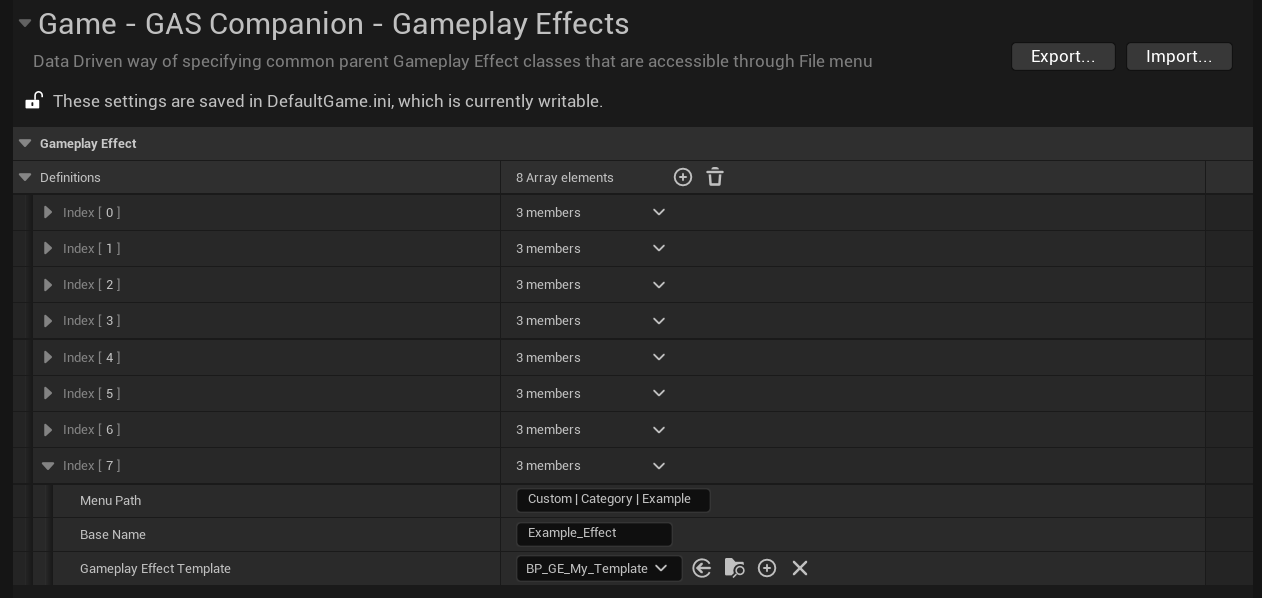 Game - GAS Companion - Gameplay Effects
Data Driven way of specifying common parent Gameplay Effect classes that are accessible through File menu
Export...
Import...
These settings are saved in DefaultGame.ini, which is currently writable.
Gameplay Effect
Definitions
8 Array elements
Index [ 0 ]
3 members
Index [ 1 ]
3 members
Index [ 2 ]
3 members
Index [ 3 ]
3 members
Index [ 4 ]
3 members
Index [ 5 ]
3 members
Index [ 6 ]
3 members
Index [ 7 ]
3 members
Menu Path
Custom | Category | Example
Base Name
Example_Effect
Gameplay Effect Template
BP_GE_My_Template